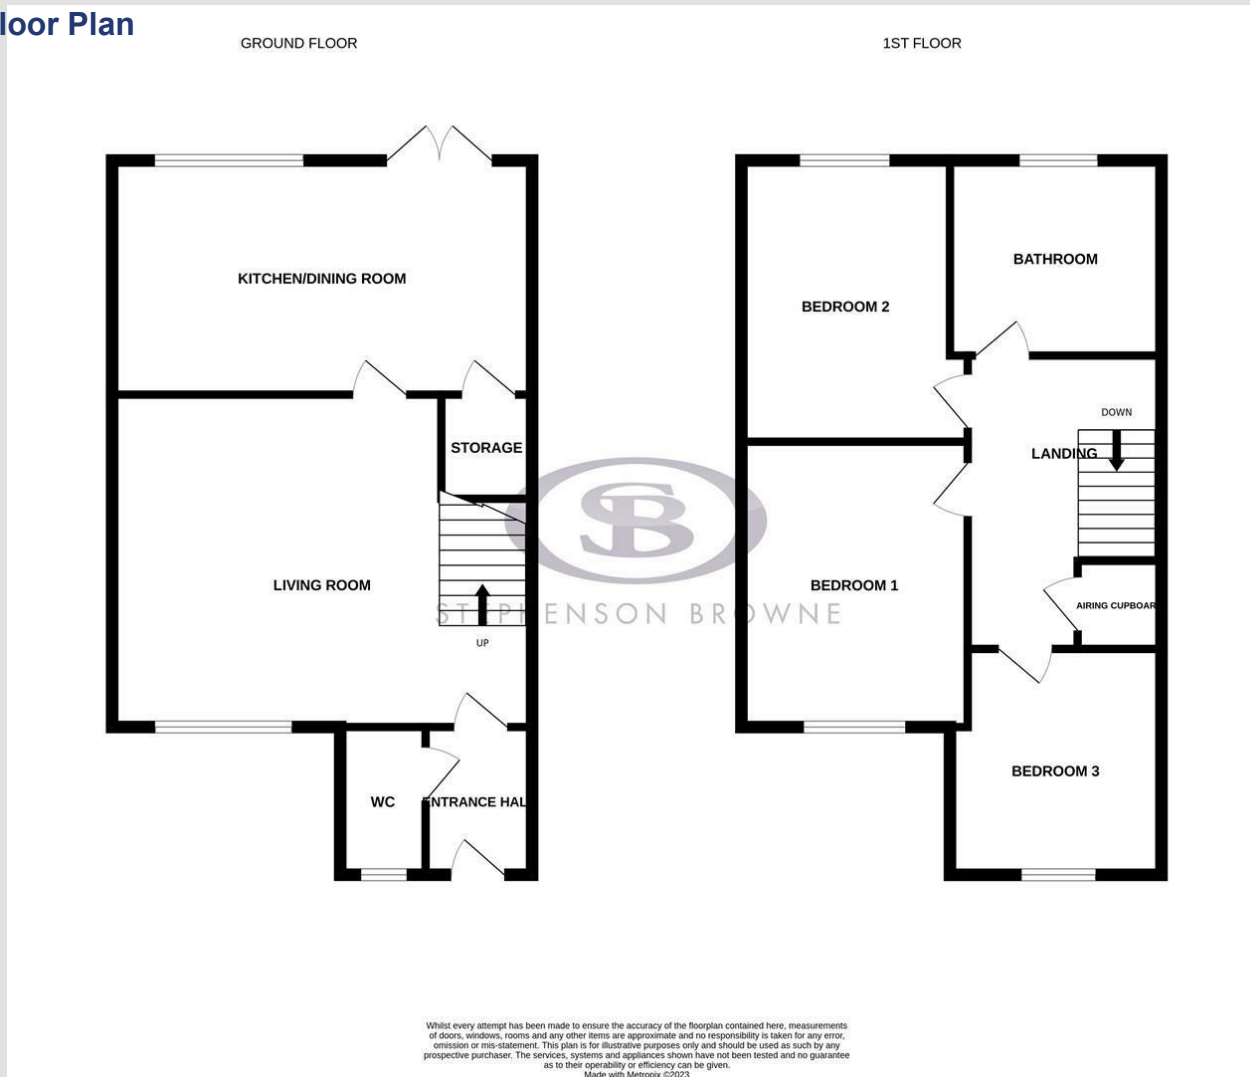 loor Plan
GROUND FLOOR
1ST FLOOR
KITCHEN/DINING ROOM
STORAGE
LIVING ROOM
UP
WC
ENTRANCE HAL
BATHROOM
BEDROOM 2
DOWN
LANDING
BEDROOM 1
AIRING CUPBOAR
BEDROOM 3
SB
STEPHENSON BROWNE
Whilst every attempt has been made to ensure the accuracy of the floorplan contained here, measurements
of doors, windows, rooms and any other items are approximate and no responsibility is taken for any error,
omission or mis-statement. This plan is for illustrative purposes only and should be used as such by any
prospective purchaser. The services, systems and appliances shown have not been tested and no guarantee
as to their operability or efficiency can be given.
Made with Metropix ©2023